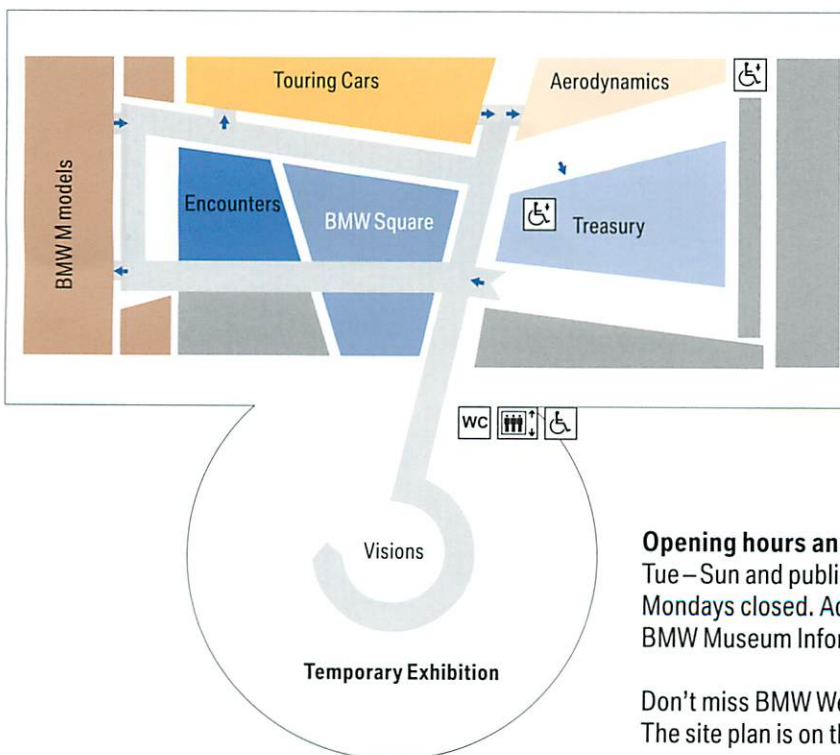 Touring Cars
Aerodynamics
BMW M models
Encounters
BMW Square
Treasury
WC
Visions
Temporary Exhibition
Opening hours an
Tue – Sun and publi
Mondays closed. Ad
BMW Museum Infor
Don't miss BMW We
The site plan is on th